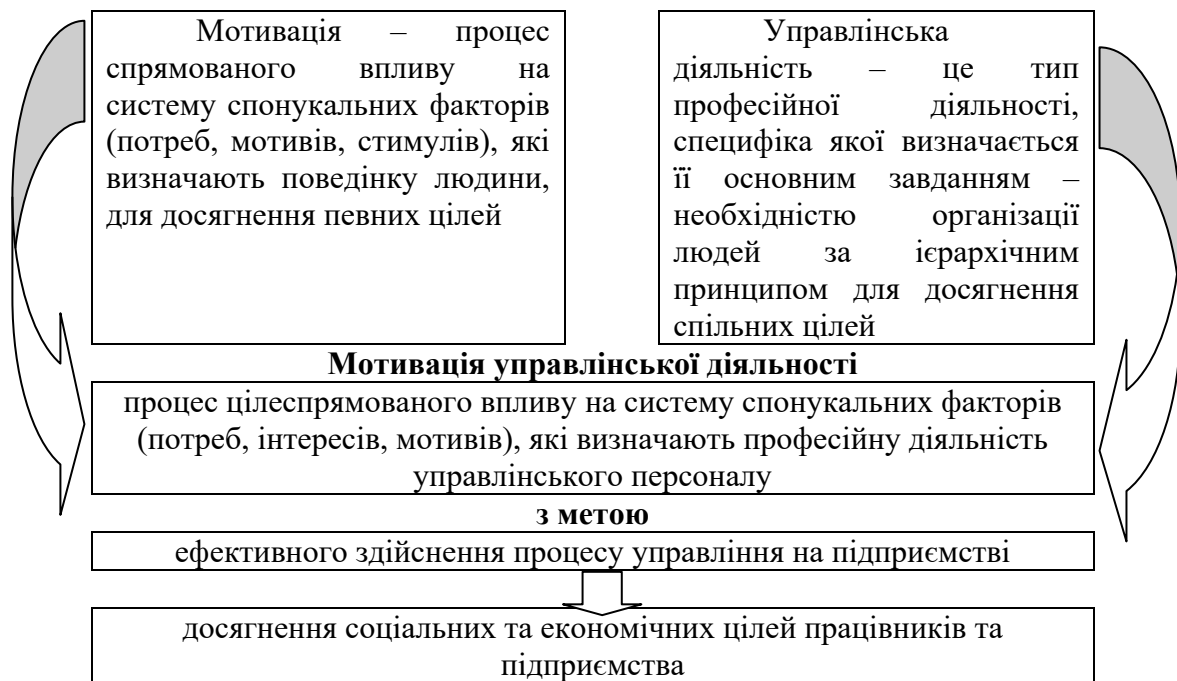 Мотивація – процес
спрямованого впливу на
систему спонукальних факторів
(потреб, мотивів, стимулів), які
визначають поведінку людини,
для досягнення певних цілей
Управлінська
діяльність – це тип
професійної діяльності,
специфіка якої визначається
її основним завданням –
необхідністю організації
людей за ієрархічним
принципом для досягнення
спільних цілей
Мотивація управлінської діяльності
процес цілеспрямованого впливу на систему спонукальних факторів
(потреб, інтересів, мотивів), які визначають професійну діяльність
управлінського персоналу
з метою
ефективного здійснення процесу управління на підприємстві
досягнення соціальних та економічних цілей працівників та
підприємства